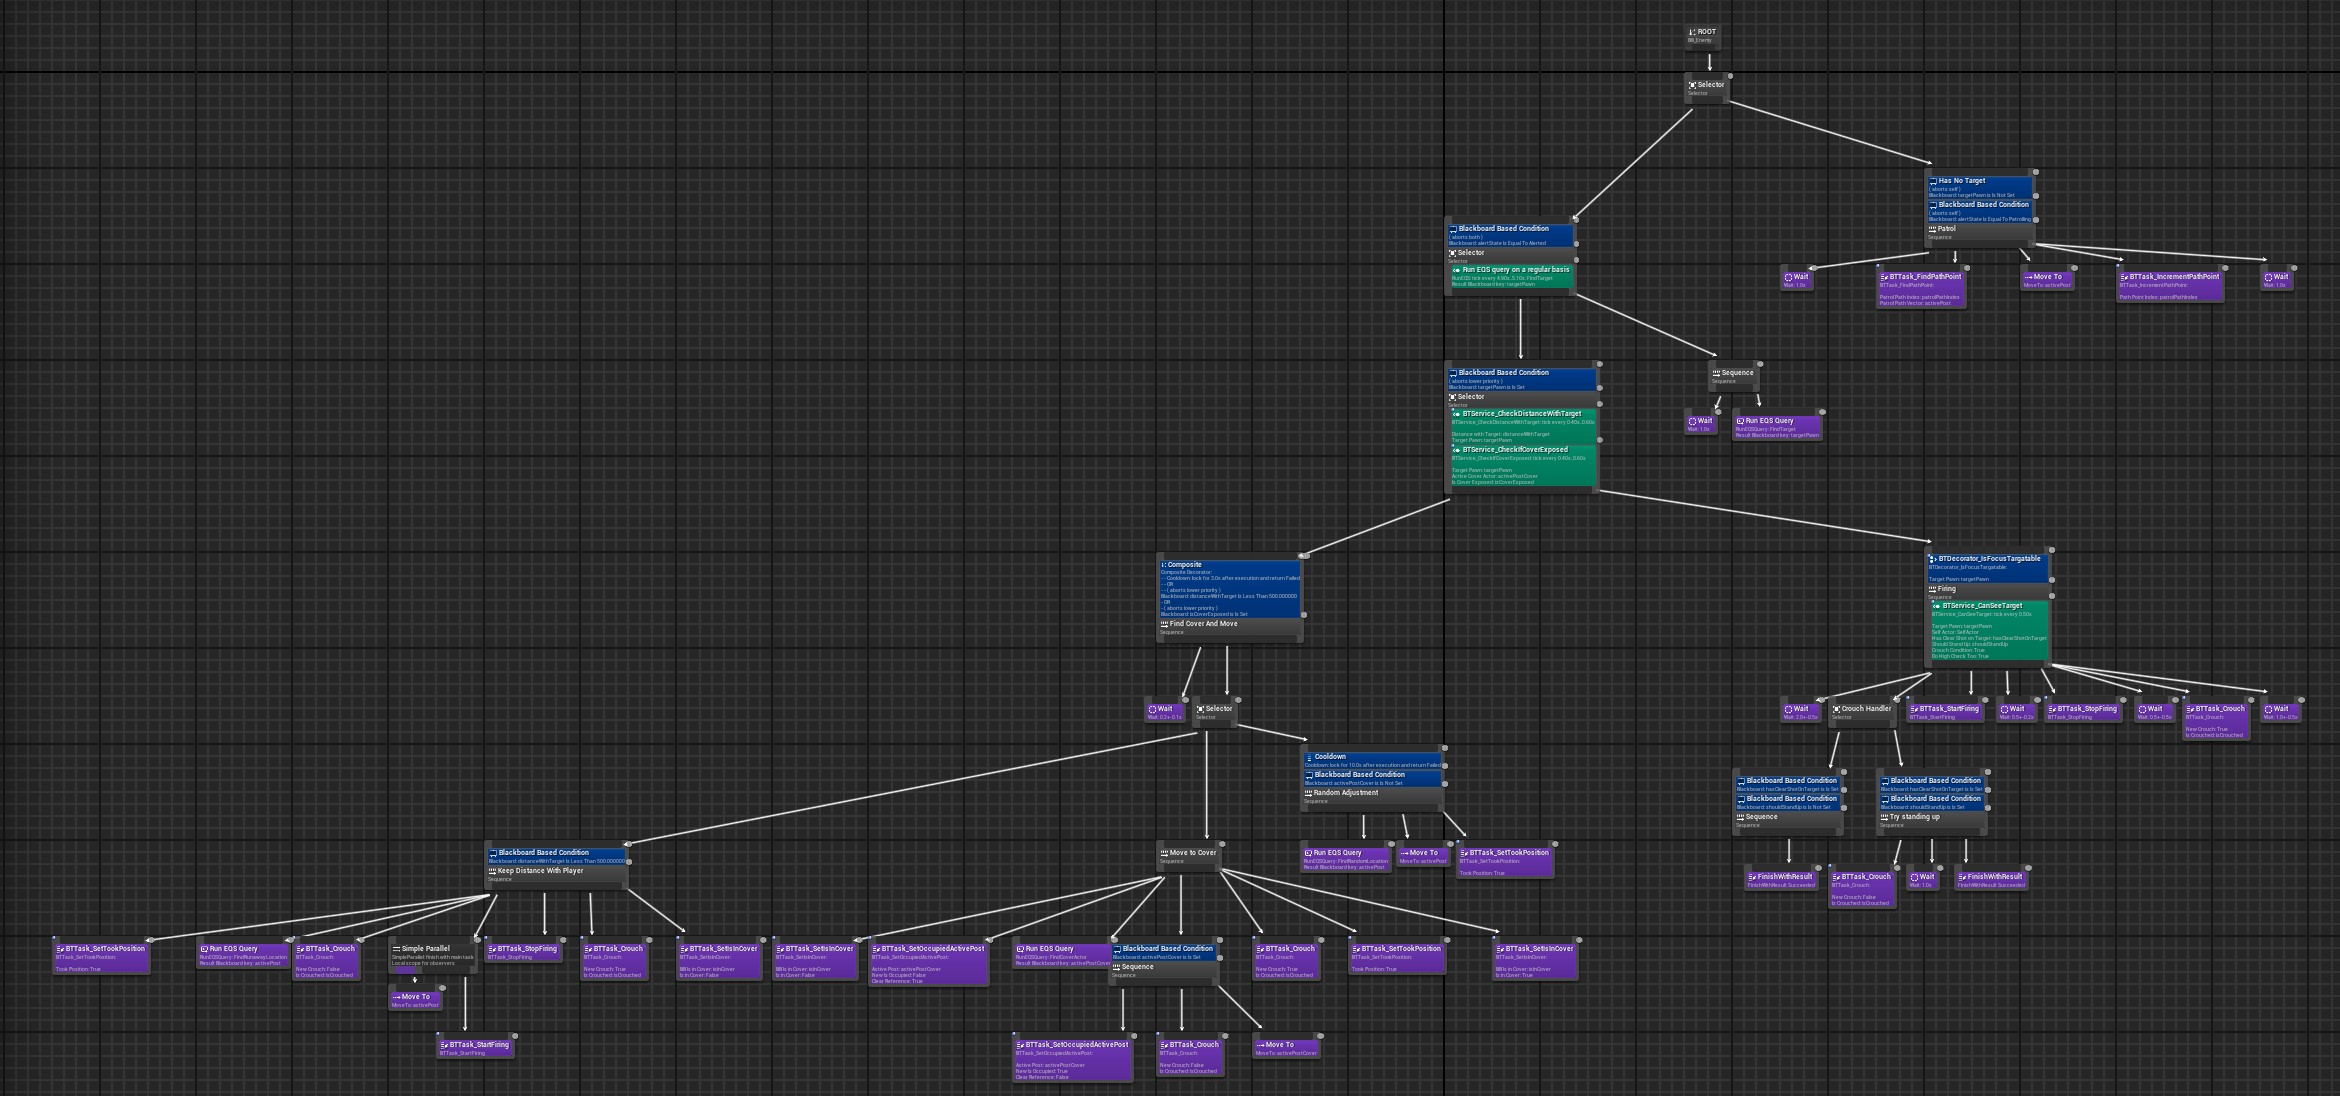 ROOT
BB_Enemy
Selector
Selector
Has No Target
( aborts self )
Blackboard: targetPawn is Is Not Set
Blackboard Based Condition
( aborts self )
Blackboard: alertState Is Equal To Patrolling
Patrol
Sequence
Blackboard Based Condition
( aborts both )
Blackboard: alertState Is Equal To Alerted
Selector
Selector
Run EQS query on a regular basis
Result Blackboard key: targetPawn
Wait
Wait: 1.0s
BTTask_FindPathPoint
BTTask_FindPathPoint:
Patrol Path Index: patrolPathIndex
Patrol Path Vector: activePost
Move To
MoveTo: activePost
BTTask_IncrementPathPoint
BTTask_IncrementPathPoint:
Path Point Index: patrolPathIndex
Wait
Wait: 1.0s
Blackboard Based Condition
( aborts lower priority )
Blackboard: targetPawn is Is Set
Selector
Selector
BTService_CheckDistanceWithTarget
BTService_CheckDistanceWithTarget: tick every 0.40s..0.60s
Distance with Target: distanceWithTarget
Target Pawn: targetPawn
BTService_CheckIfCoverExposed
BTService_CheckIfCoverExposed: tick every 0.40s..0.60s
Target Pawn: targetPawn
Active Cover Actor: activePostCover
Is Cover Exposed: isCoverExposed
Sequence
Sequence
Wait
Wait: 1.0s
Run EQS Query
RunEQSQuery: FindTarget
Result Blackboard key: targetPawn
Composite
Composite Decorator:
-- Cooldown: lock for 3.0s after execution and return Failed
-- OR
-- ( aborts lower priority )
Blackboard: distanceWithTarget is Less Than 500.000000
- OR
- ( aborts lower priority )
Blackboard: isCoverExposed is Is Set
Find Cover And Move
Sequence
BTDecorator_IsFocusTargatable
BTDecorator_IsFocusTargatable:
Target Pawn: targetPawn
Firing
Sequence
BTService_CanSeeTarget
BTService_CanSeeTarget: tick every 0.50s
Target Pawn: targetPawn
Self Actor: SelfActor
Has Clear Shot on Target: hasClearShotOnTarget
Should Stand Up: shouldStandUp
Crouch Condition: True
Do High Check Too: True
Wait
Wait: 0.2+-0.1s
Selector
Selector
Wait
Wait: 2.0+-0.5s
Crouch Handler
Selector
BTTask_StartFiring
BTTask_StartFiring
Wait
Wait: 0.5+-0.2s
BTTask_StopFiring
BTTask_StopFiring
Wait
Wait: 0.5+-0.5s
BTTask_Crouch
BTTask_Crouch:
New Crouch: True
Is Crouched: isCrouched
Wait
Wait: 1.0+-0.5s
Cooldown
Cooldown: lock for 10.0s after execution and return Failed
Blackboard Based Condition
Blackboard: activePostCover is Is Not Set
Random Adjustment
Sequence
Blackboard Based Condition
Blackboard: hasClearShotOnTarget is Is Set
Blackboard Based Condition
Blackboard: shouldStandUp is Is Not Set
Sequence
Sequence
Blackboard Based Condition
Blackboard: hasClearShotOnTarget is Is Set
Blackboard Based Condition
Blackboard: shouldStandUp is Is Set
Try standing up
Sequence
Blackboard Based Condition
Blackboard: distanceWithTarget is Less Than 500.000000
Keep Distance With Player
Sequence
Move to Cover
Sequence
Run EQS Query
RunEQSQuery: FindRandomLocation
Result Blackboard key: activePost
Move To
MoveTo: activePost
BTTask_SetTookPosition
BTTask_SetTookPosition:
Took Position: True
FinishWithResult
FinishWithResult: Succeeded
BTTask_Crouch
BTTask_Crouch:
New Crouch: False
Is Crouched: isCrouched
Wait
Wait: 1.0s
FinishWithResult
FinishWithResult: Succeeded
BTTask_SetTookPosition
BTTask_SetTookPosition:
Took Position: True
Run EQS Query
RunEQSQuery: FindRunawayLocation
Result Blackboard key: activePost
BTTask_Crouch
BTTask_Crouch:
New Crouch: False
Is Crouched: isCrouched
Simple Parallel
SimpleParallel: finish with main task
Local scope for observers
BTTask_StopFiring
BTTask_StopFiring
BTTask_Crouch
BTTask_Crouch:
New Crouch: True
Is Crouched: isCrouched
BTTask_SetIsInCover
BTTask_SetIsInCover:
BB Is in Cover: isInCover
Is in Cover: False
BTTask_SetIsInCover
BTTask_SetIsInCover:
BB Is in Cover: isInCover
Is in Cover: False
BTTask_SetOccupiedActivePost
BTTask_SetOccupiedActivePost:
Active Post: activePostCover
New Is Occupied: False
Clear Reference: True
Run EQS Query
RunEQSQuery: FindCoverActor
Result Blackboard key: activePostCover
Blackboard Based Condition
Blackboard: activePostCover is Is Set
Sequence
Sequence
BTTask_Crouch
BTTask_Crouch:
New Crouch: True
Is Crouched: isCrouched
BTTask_SetTookPosition
BTTask_SetTookPosition:
Took Position: True
BTTask_SetIsInCover
BTTask_SetIsInCover:
BB Is in Cover: isInCover
Is in Cover: True
Move To
MoveTo: activePost
BTTask_StartFiring
BTTask_StartFiring
BTTask_SetOccupiedActivePost
BTTask_SetOccupiedActivePost:
Active Post: activePostCover
New Is Occupied: True
Clear Reference: False
BTTask_Crouch
BTTask_Crouch:
New Crouch: False
Is Crouched: isCrouched
Move To
MoveTo: activePostCover